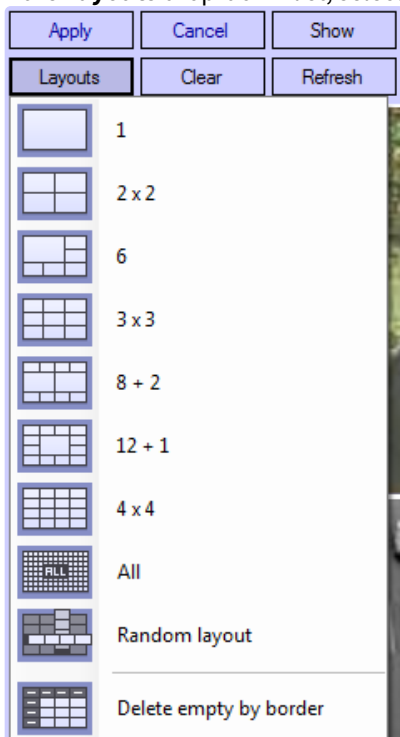 Apply Cancel Show
Layouts Clear Refresh
1
2 x 2
6
3 x 3
8 + 2
12 + 1
4 x 4
ALL All
Random layout
Delete empty by border